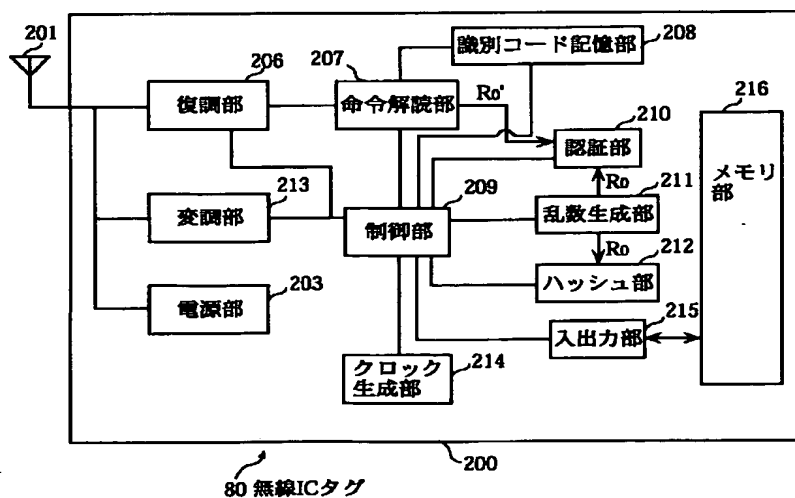 201
206
復調部
207
命令解読部
識別コード記憶部
208
Ro'
210
認証部
216
メモリ
部
213
変調部
209
制御部
Ro
211
乱数生成部
Ro
212
ハッシュ部
203
電源部
215
入出力部
214
クロック
生成部
200
80 無線ICタグ